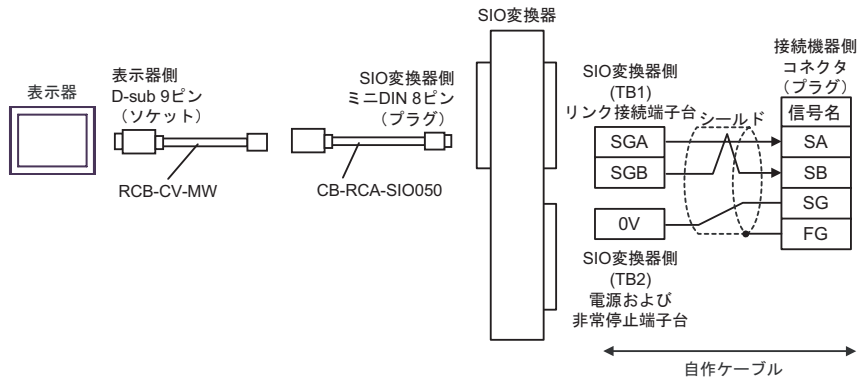 SIO変換器
表示器
表示器側
D-sub 9ピン
（ソケット）
RCB-CV-MW
SIO変換器側
ミニDIN 8ピン
（プラグ）
CB-RCA-SIO050
SIO変換器側
(TB1)
リンク接続端子台
SGA
SGB
0V
SIO変換器側
(TB2)
電源および
非常停止端子台
シールド
接続機器側
コネクタ
（プラグ）
信号名
SA
SB
SG
FG
自作ケーブル